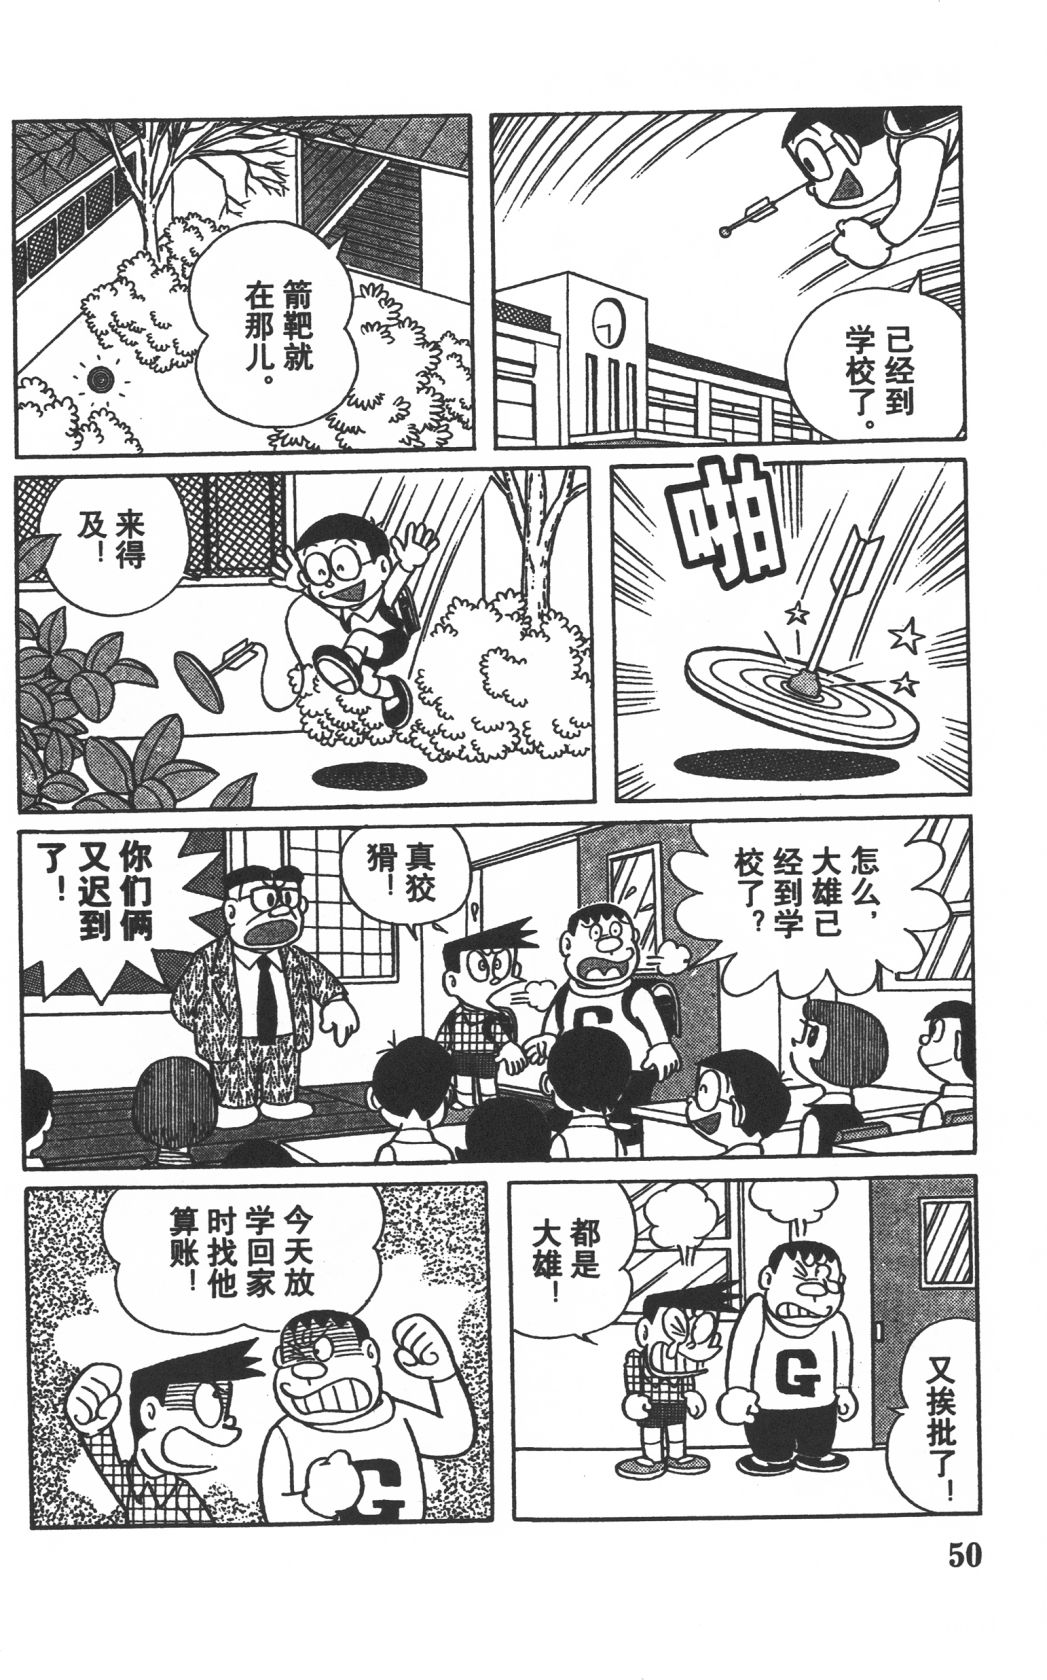 已经到
学校了。
箭靶就
在那儿。
啪
来得
及！
怎么，
大雄已
经到学
校了？
真狡
猾！
你们俩
又迟到
了！
都是
大雄！
又挨批了！
今天放
学回家
时找他
算账！
50